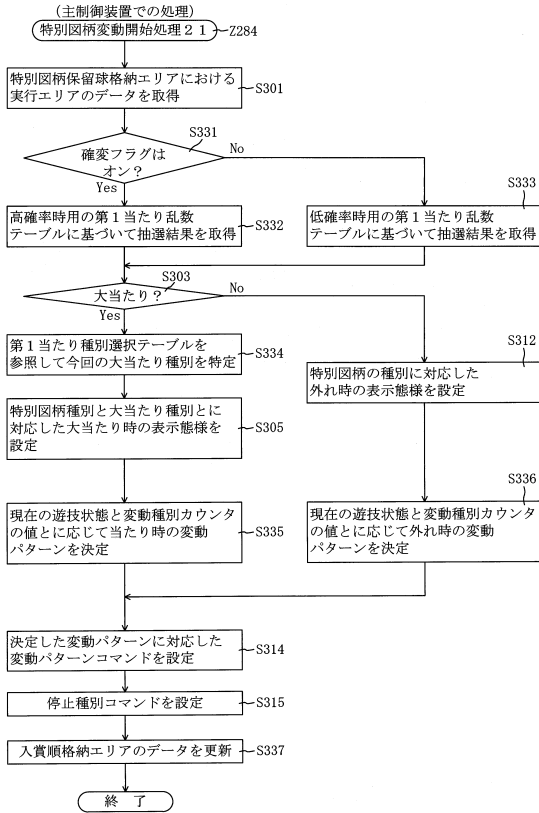 (主制御装置での処理)
特別図柄変動開始処理21
Z284
特別図柄保留球格納エリアにおける
実行エリアのデータを取得
S301
確変フラグは
オン?
S331
No
Yes
高確率時用の第1当たり乱数
テーブルに基づいて抽選結果を取得
S332
低確率時用の第1当たり乱数
テーブルに基づいて抽選結果を取得
S333
大当たり?
S303
No
Yes
第1当たり種別選択テーブルを
参照して今回の大当たり種別を特定
S334
特別図柄の種別に対応した
外れ時の表示態様を設定
S312
特別図柄種別と大当たり種別とに
対応した大当たり時の表示態様を
設定
S305
現在の遊技状態と変動種別カウンタ
の値とに応じて当たり時の変動
パターンを決定
S335
現在の遊技状態と変動種別カウンタ
の値とに応じて外れ時の変動
パターンを決定
S336
決定した変動パターンに対応した
変動パターンコマンドを設定
S314
停止種別コマンドを設定
S315
入賞順格納エリアのデータを更新
S337
終 了